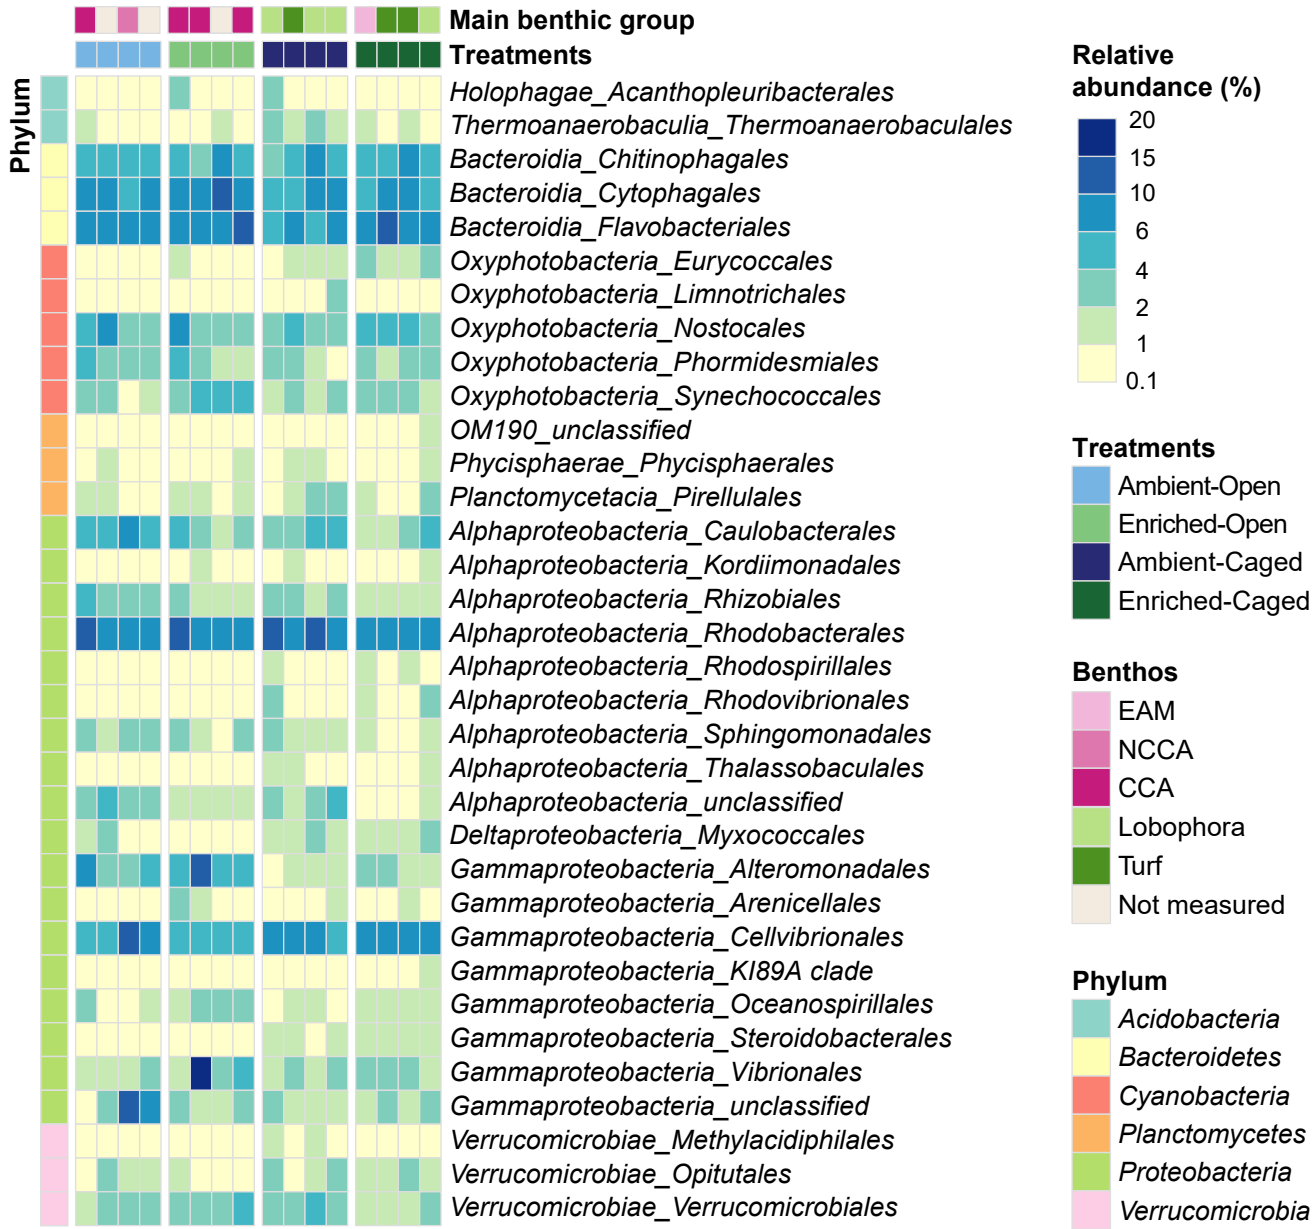 Main benthic group
Treatments
Phylum
Holophagae_Acanthopleuribacterales
Thermoanaerobaculia_Thermoanaerobaculales
Bacteroidia_Chitinophagales
Bacteroidia_Cytophagales
Bacteroidia_Flavobacteriales
Oxyphotobacteria_Eurycoccales
Oxyphotobacteria_Limnotrichales
Oxyphotobacteria_Nostocales
Oxyphotobacteria_Phormidesmiales
Oxyphotobacteria_Synechococcales
OM190_unclassified
Phycisphaerae_Phycisphaerales
Planctomycetacia_Pirellulales
Alphaproteobacteria_Caulobacterales
Alphaproteobacteria_Kordiimonadales
Alphaproteobacteria_Rhizobiales
Alphaproteobacteria_Rhodobacterales
Alphaproteobacteria_Rhodospirillales
Alphaproteobacteria_Rhodovibrionales
Alphaproteobacteria_Sphingomonadales
Alphaproteobacteria_Thalassobaculales
Alphaproteobacteria_unclassified
Deltaproteobacteria_Myxococcales
Gammaproteobacteria_Alteromonadales
Gammaproteobacteria_Arenicellales
Gammaproteobacteria_Cellvibrionales
Gammaproteobacteria_KI89A clade
Gammaproteobacteria_Oceanospirillales
Gammaproteobacteria_Steroidobacterales
Gammaproteobacteria_Vibrionales
Gammaproteobacteria_unclassified
Verrucomicrobiae_Methylacidiphilales
Verrucomicrobiae_Opitutales
Verrucomicrobiae_Verrucomicrobiales
Relative
abundance (%)
20
15
10
6
4
2
1
0.1
Treatments
Ambient-Open
Enriched-Open
Ambient-Caged
Enriched-Caged
Benthos
EAM
NCCA
CCA
Lobophora
Turf
Not measured
Phylum
Acidobacteria
Bacteroidetes
Cyanobacteria
Planctomycetes
Proteobacteria
Verrucomicrobia